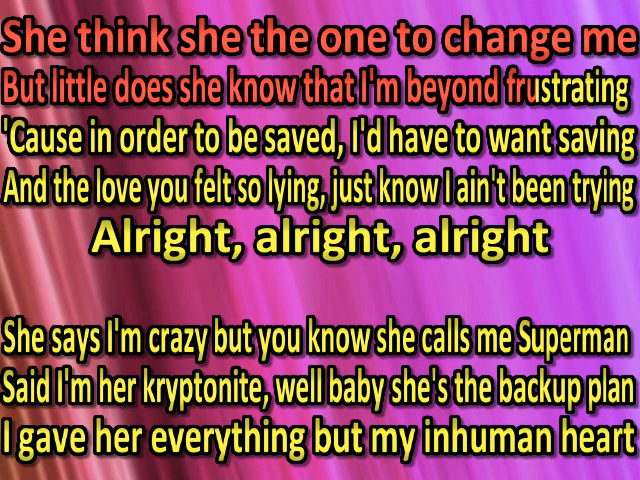 She think she the one to change me
But little does she know that I'm beyond frustrating
'Cause in order to be saved, I'd have to want saving
And the love you felt so lying, just know I ain't been trying
Alright, alright, alright
She says I'm crazy but you know she calls me Superman
Said I'm her kryptonite, well baby she's the backup plan
I gave her everything but my inhuman heart